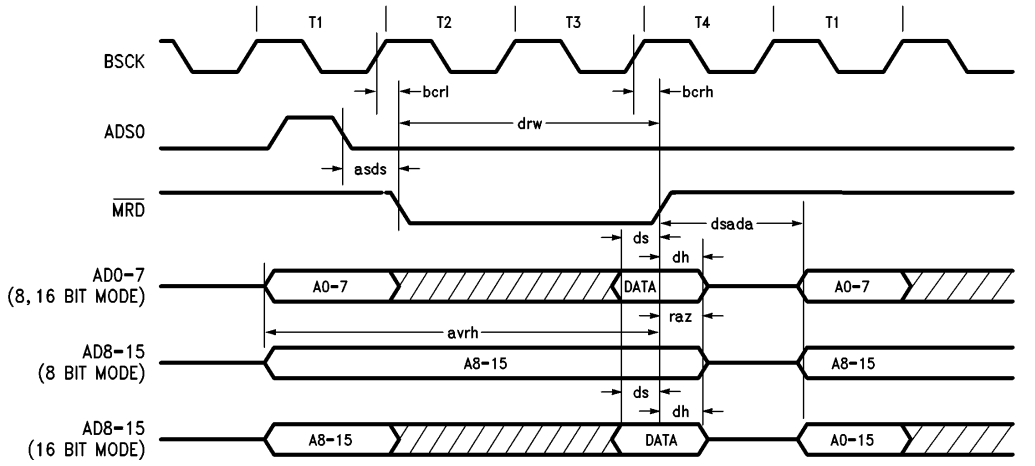 T1 T2 T3 T4 T1
BSCK
bcrl bcrh
ADS0
drw
asds
MRD
dsada
ds
dh
AD0-7
(8, 16 BIT MODE)
A0-7 DATA A0-7
raz
avrh
AD8-15
(8 BIT MODE)
A8-15 A8-15
ds
dh
AD8-15
(16 BIT MODE)
A8-15 DATA A0-15